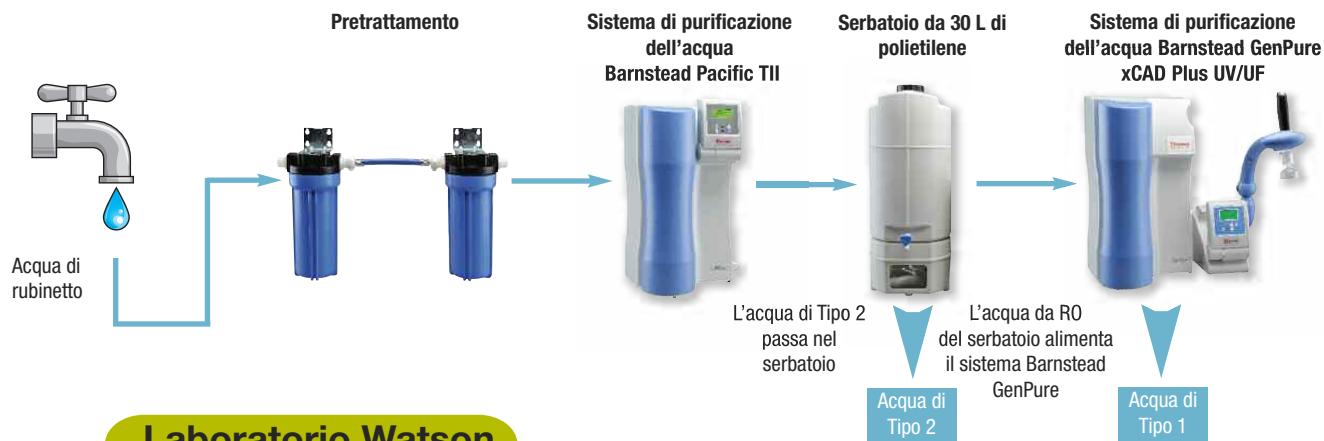 Pretrattamento
Sistema di purificazione
dell'acqua
Barnstead Pacific TII
Serbatoio da 30 L di
polietilene
Sistema di purificazione
dell'acqua Barnstead GenPure
xCAD Plus UV/UF
Acqua di
rubinetto
L'acqua di Tipo 2
passa nel
serbatoio
L'acqua da RO
del serbatoio alimenta
il sistema Barnstead
GenPure
Acqua di
Tipo 2
Acqua di
Tipo 1
Laboratorio Watson